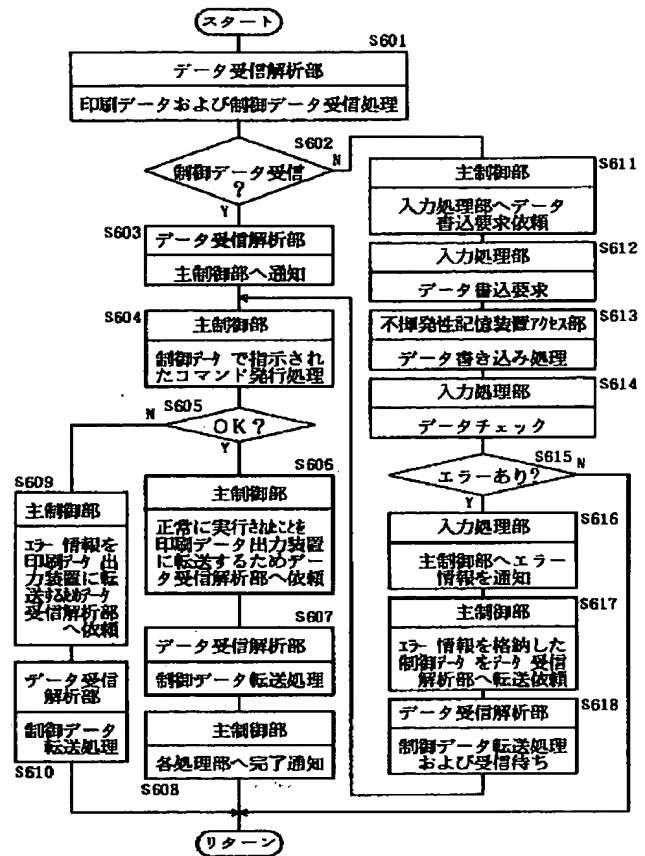 スタート
S601
データ受信解析部
印刷データおよび制御データ受信処理
S602
制御データ受信
?
N
Y
S603
データ受信解析部
主制御部へ通知
S604
主制御部
制御データで指示され
たコマンド発行処理
S605
OK?
N
Y
S606
主制御部
正常に実行されたことを
印刷データ出力装置
に転送するためデー
タ受信解析部へ依頼
S607
データ受信解析部
制御データ転送処理
主制御部
各処理部へ完了通知
S608
S609
主制御部
エラー情報を
印刷データ出
力装置に転
送するためデータ
受信解析部
へ依頼
データ受信
解析部
制御データ
転送処理
S610
S611
主制御部
入力処理部へデータ
書込要求依頼
S612
入力処理部
データ書込要求
S613
不揮発性記憶装置アクセス部
データ書き込み処理
S614
入力処理部
データチェック
S615
エラーあり?
N
Y
S616
入力処理部
主制御部へエラー
情報を通知
S617
主制御部
エラー情報を格納した
制御データをデータ受信
解析部へ転送依頼
S618
データ受信解析部
制御データ転送処理
および受信待ち
リターン